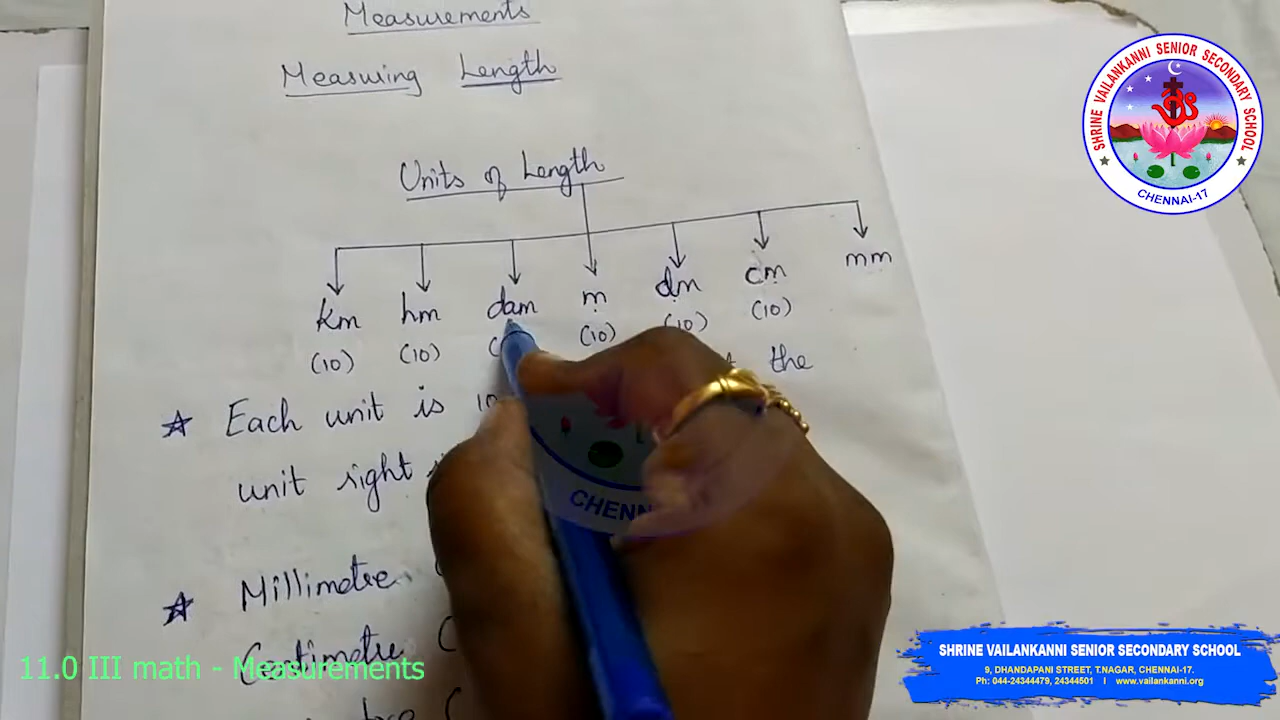 Measurements
Measuring Length
Units of Length
km hm dam m dm cm mm
(10) (10) ( (10) (10) (10)
☆ Each unit is 10 the
unit right
☆ Millimetre
Centimetre (
SHRINE VAILANKANNI SENIOR SECONDARY SCHOOL
CHENNAI-17
CHENN
11.0 III math - Measurements
SHRINE VAILANKANNI SENIOR SECONDARY SCHOOL
9, DHANDAPANI STREET, T.NAGAR, CHENNAI-17.
Ph: 044-24344479, 24344501 I www.vailankanni.org